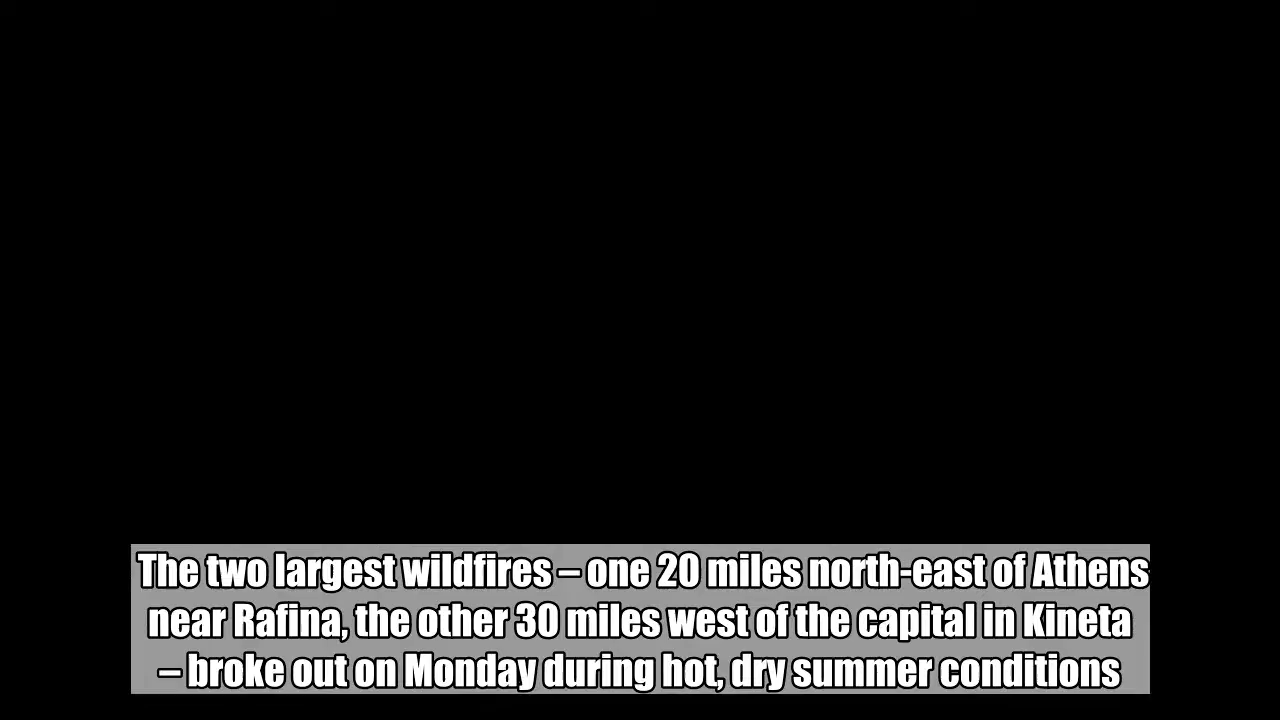 The two largest wildfires – one 20 miles north-east of Athens
near Rafina, the other 30 miles west of the capital in Kineta
– broke out on Monday during hot, dry summer conditions